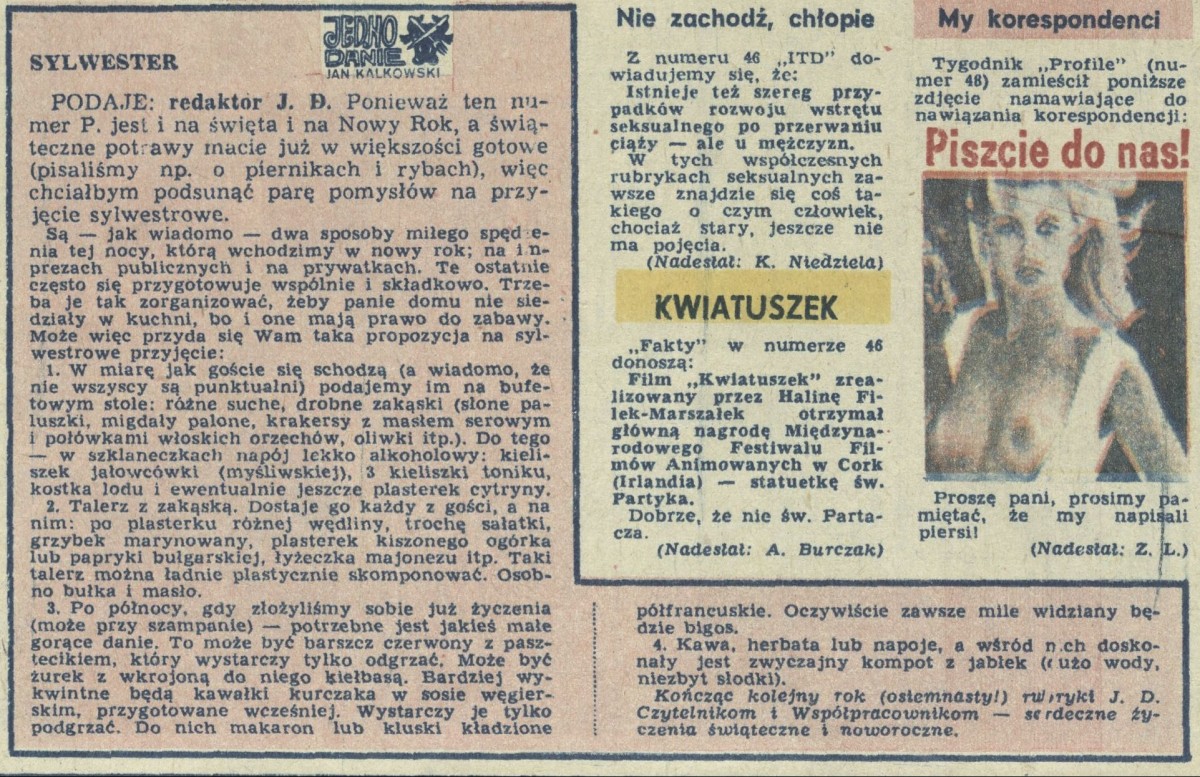 SYLWESTER
JEDNO
DANIE
JAN KALKOWSKI
PODAJE: redaktor J. D. Ponieważ ten nu-
mer P. jest i na święta i na Nowy Rok, a świą-
teczne potrawy macie już w większości gotowe
(pisaliśmy np. o piernikach i rybach), więc
chciałbym podsunąć parę pomysłów na przy-
jęcie sylwestrowe.
Są — jak wiadomo — dwa sposoby miłego spędzenia
enia tej nocy, którą wchodzimy w nowy rok; na im-
prezach publicznych i na prywatkach. Te ostatnie
często się przygotowuje wspólnie i składkowo. Trze-
ba je tak zorganizować, żeby panie domu nie sie-
działy w kuchni, bo i one mają prawo do zabawy.
Może więc przyda się Wam taka propozycja na syl-
westrowe przyjęcie:
1. W miarę jak goście się schodzą (a wiadomo, że
nie wszyscy są punktualni) podajemy im na bufe-
towym stole: różne suche, drobne zakąski (słone pa-
luszki, migdały palone, krakersy z masłem serowym
i połówkami włoskich orzechów, oliwki itp.). Do tego
— w szklaneczkach napój lekko alkoholowy: kieli-
szek jałowcówki (myśliwskiej), 3 kieliszki toniku,
kostka lodu i ewentualnie jeszcze plasterek cytryny.
2. Talerz z zakąską. Dostaje go każdy z gości, a na
nim: po plasterku różnej wędliny, trochę sałatki,
grzybek marynowany, plasterek kiszonego ogórka
lub papryki bułgarskiej, łyżeczka majonezu itp. Taki
talerz można ładnie plastycznie skomponować. Osob-
no bułka i masło.
3. Po północy, gdy złożyliśmy sobie już życzenia
(może przy szampanie) — potrzebne jest jakieś małe
gorące danie. To może być barszcz czerwony z pasz-
tecikiem, który wystarczy tylko odgrzać. Może być
żurek z wkrojoną do niego kiełbasą. Bardziej wy-
kwintne będą kawałki kurczaka w sosie węgier-
skim, przygotowane wcześniej. Wystarczy je tylko
podgrzać. Do nich makaron lub kluski kładzione
półfrancuskie. Oczywiście zawsze mile widziany bę-
dzie bigos.
4. Kawa, herbata lub napoje, a wśród nich dosko-
nały jest zwyczajny kompot z jabłek (dużo wody,
niezbyt słodki).
Kończąc kolejny rok (osiemnasty!) rubryki J. D.
Czytelnikom i Współpracownikom — serdeczne ży-
czenia świąteczne i noworoczne.
Nie zachodź, chłopie
Z numeru 46 „ITD" do-
wiadujemy się, że:
Istnieje też szereg przy-
padków rozwoju wstrętu
seksualnego po przerwaniu
ciąży — ale u mężczyzn.
W tych współczesnych
rubrykach seksualnych za-
wsze znajdzie się coś ta-
kiego o czym człowiek,
chociaż stary, jeszcze nie
ma pojęcia.
(Nadesłał: K. Niedziela)
KWIATUSZEK
„Fakty" w numerze 46
donoszą:
Film „Kwiatuszek" zrea-
lizowany przez Halinę Fi-
lek-Marszałek otrzymał
główną nagrodę Międzyna-
rodowego Festiwalu Fil-
mów Animowanych w Cork
(Irlandia) — statuetkę św.
Partyka.
Dobrze, że nie św. Parta-
cza.
(Nadesłał: A. Burczak)
My korespondenci
Tygodnik „Profile" (nu-
mer 48) zamieścił poniższe
zdjęcie namawiające do
nawiązania korespondencji:
Piszcie do nas!
Proszę pani, prosimy pa-
miętać, że my napisali
piersi!
(Nadesłał: Z. L.)